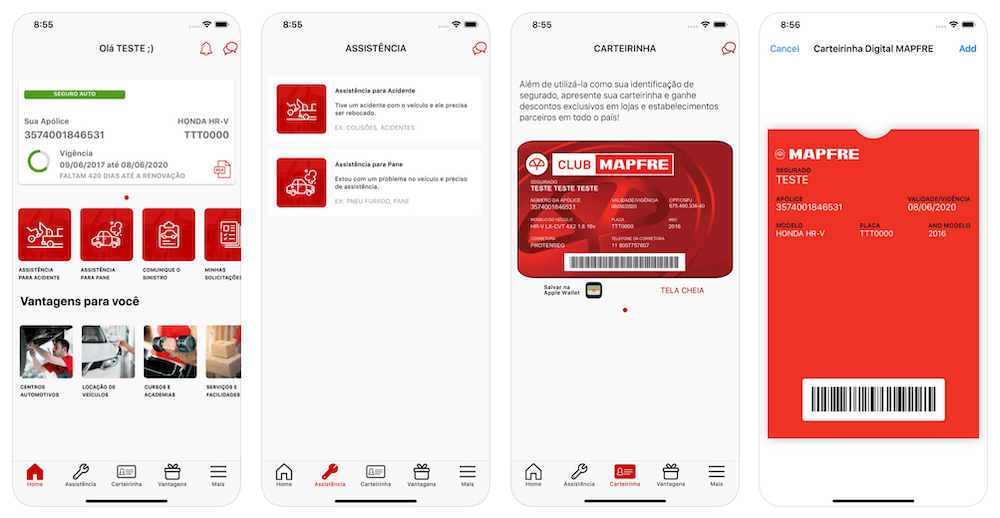 8:55
Olá TESTE ;)
SEGURO AUTO
Sua Apólice HONDA HR-V
3574001846531 TTT0000
Vigência
09/06/2017 até 08/06/2020
FALTAM 420 DIAS ATÉ A RENOVAÇÃO
ASSISTÊNCIA
PARA ACIDENTE
ASSISTÊNCIA
PARA PANE
COMUNIQUE O
SINISTRO
MINHAS
SOLICITAÇÕES
Vantagens para você
CENTROS
AUTOMOTIVOS
LOCAÇÃO DE
VEÍCULOS
CURSOS E
ACADEMIAS
SERVIÇOS E
FACILIDADES
Home Assistência Carteirinha Vantagens Mais
8:55
ASSISTÊNCIA
Assistência para Acidente
Tive um acidente com o veículo e ele precisa
ser rebocado.
EX: COLISÕES, ACIDENTES
Assistência para Pane
Estou com um problema no veículo e preciso
de assistência.
EX: PNEU FURADO, PANE
Home Assistência Carteirinha Vantagens Mais
8:55
CARTEIRINHA
Além de utilizá-la como sua identificação de
segurado, apresente sua carteirinha e ganhe
descontos exclusivos em lojas e estabelecimentos
parceiros em todo o país!
CLUB MAPFRE
SEGURADO
TESTE TESTE TESTE
NÚMERO DA APÓLICE VALIDADE/VIGÊNCIA CPF/CNPJ
3574001846531 08/06/2020 875.460.336-40
MODELO DO VEÍCULO PLACA ANO
HR-V LX-CVT 4X2 1.8 16v TTT0000 2016
CORRETORA TELEFONE DA CORRETORA
PROTENSEG 11 8007757607
Salvar na
Apple Wallet
TELA CHEIA
Home Assistência Carteirinha Vantagens Mais
8:56
Cancel Carteirinha Digital MAPFRE Add
MAPFRE
SEGURADO
TESTE
APÓLICE VALIDADE/VIGÊNCIA
3574001846531 08/06/2020
MODELO PLACA ANO MODELO
HONDA HR-V TTT0000 2016